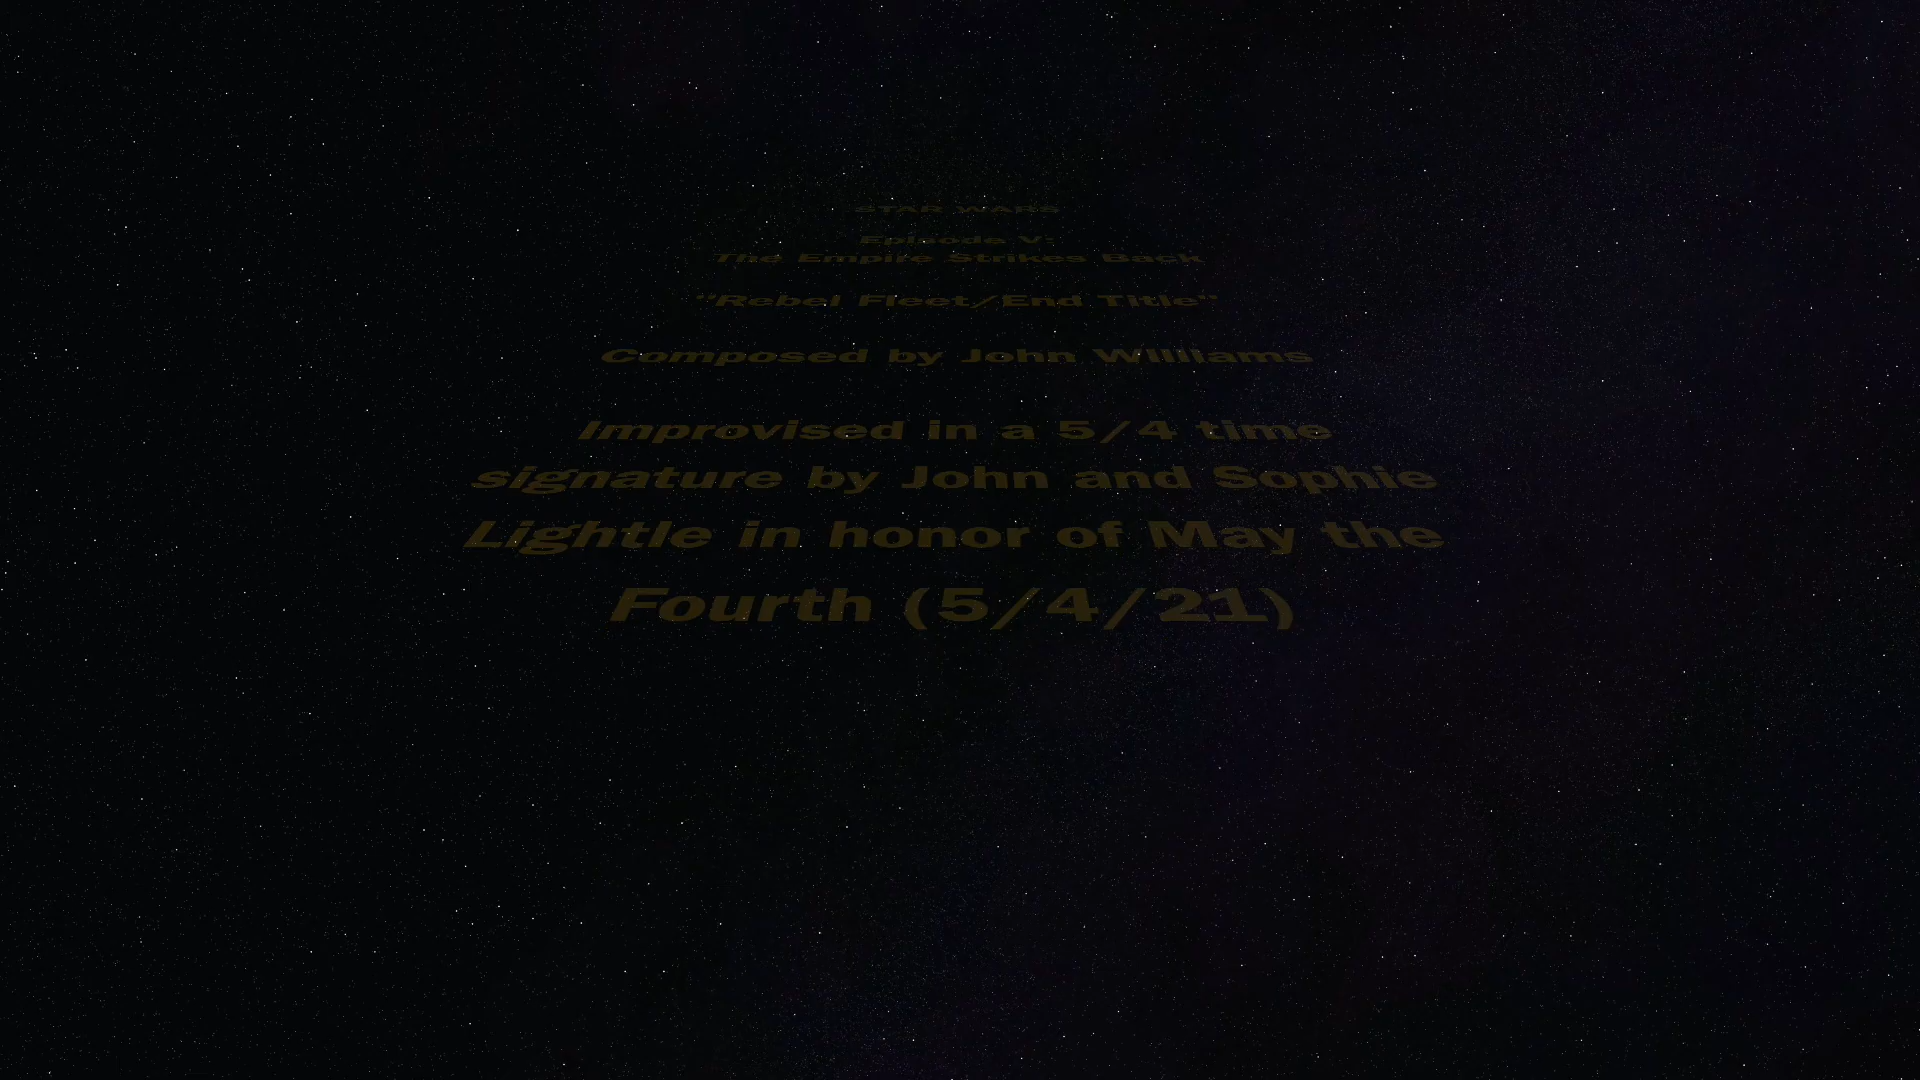 STAR WARS
Episode V:
The Empire Strikes Back
"Rebel Fleet/End Title"
Composed by John Williams
Improvised in a 5/4 time
signature by John and Sophie
Lightle in honor of May the
Fourth (5/4/21)